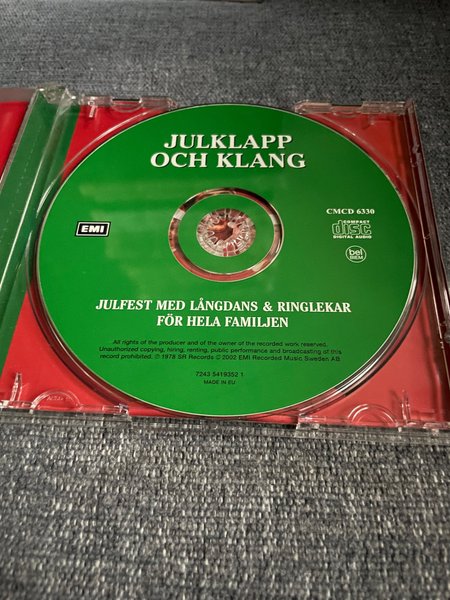 JULKLAPP
OCH KLANG
EMI
CMCD 6330
COMPACT
disc
DIGITAL AUDIO
bel
BIEM
JULFEST MED LÅNGDANS & RINGLEKAR
FÖR HELA FAMILJEN
All rights of the producer and of the owner of the recorded work reserved.
Unauthorized copying, hiring, renting, public performance and broadcasting of this
record prohibited. ℗ 1978 SR Records © 2002 EMI Recorded Music Sweden AB
7243 5419352 1
MADE IN EU